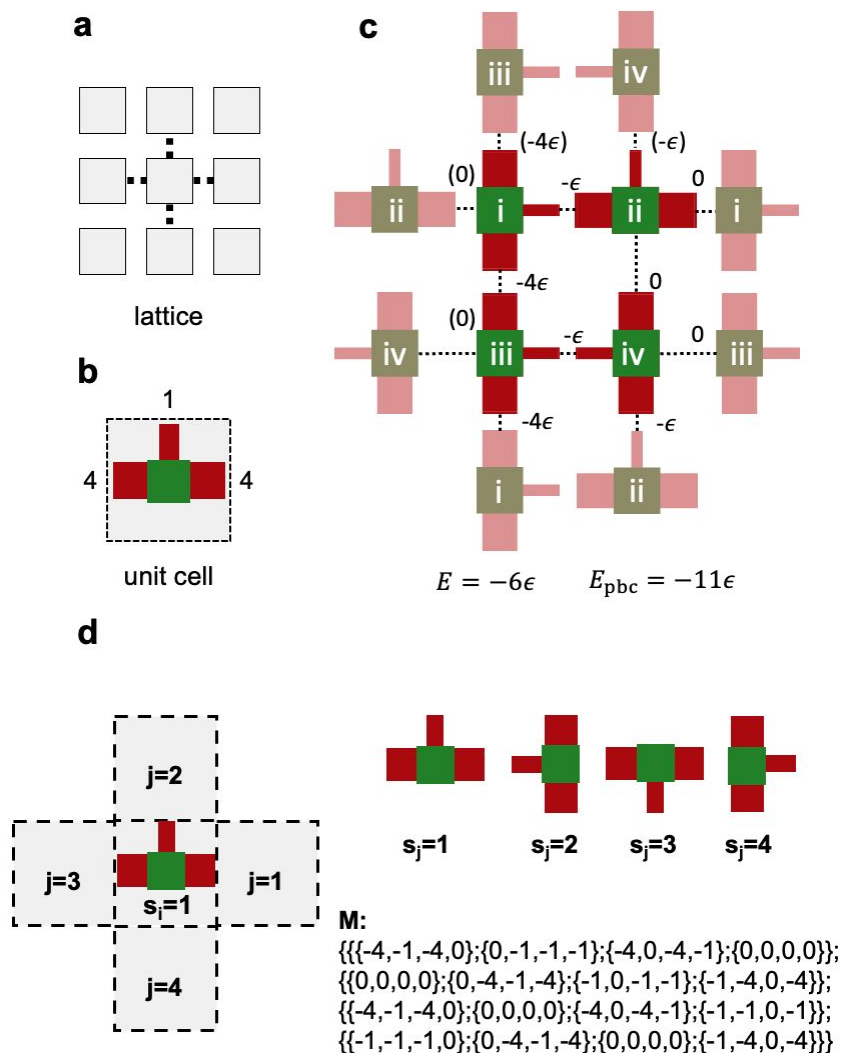 a
lattice
b
1
4 4
unit cell
c
iii iv
(-4ϵ) (-ϵ)
(0) -ϵ 0
ii i ii i
-4ϵ 0
(0) -ϵ 0
iv iii iv iii
-4ϵ -ϵ
i ii
E = −6ϵ E_pbc = −11ϵ
d
j=2
j=3 s_i=1 j=1
j=4
s_j=1 s_j=2 s_j=3 s_j=4
M:
{{{-4,-1,-4,0};{0,-1,-1,-1};{-4,0,-4,-1};{0,0,0,0}};
{{0,0,0,0};{0,-4,-1,-4};{-1,0,-1,-1};{-1,-4,0,-4}};
{{-4,-1,-4,0};{0,0,0,0};{-4,0,-4,-1};{-1,-1,0,-1}};
{{-1,-1,-1,0};{0,-4,-1,-4};{0,0,0,0};{-1,-4,0,-4}}}